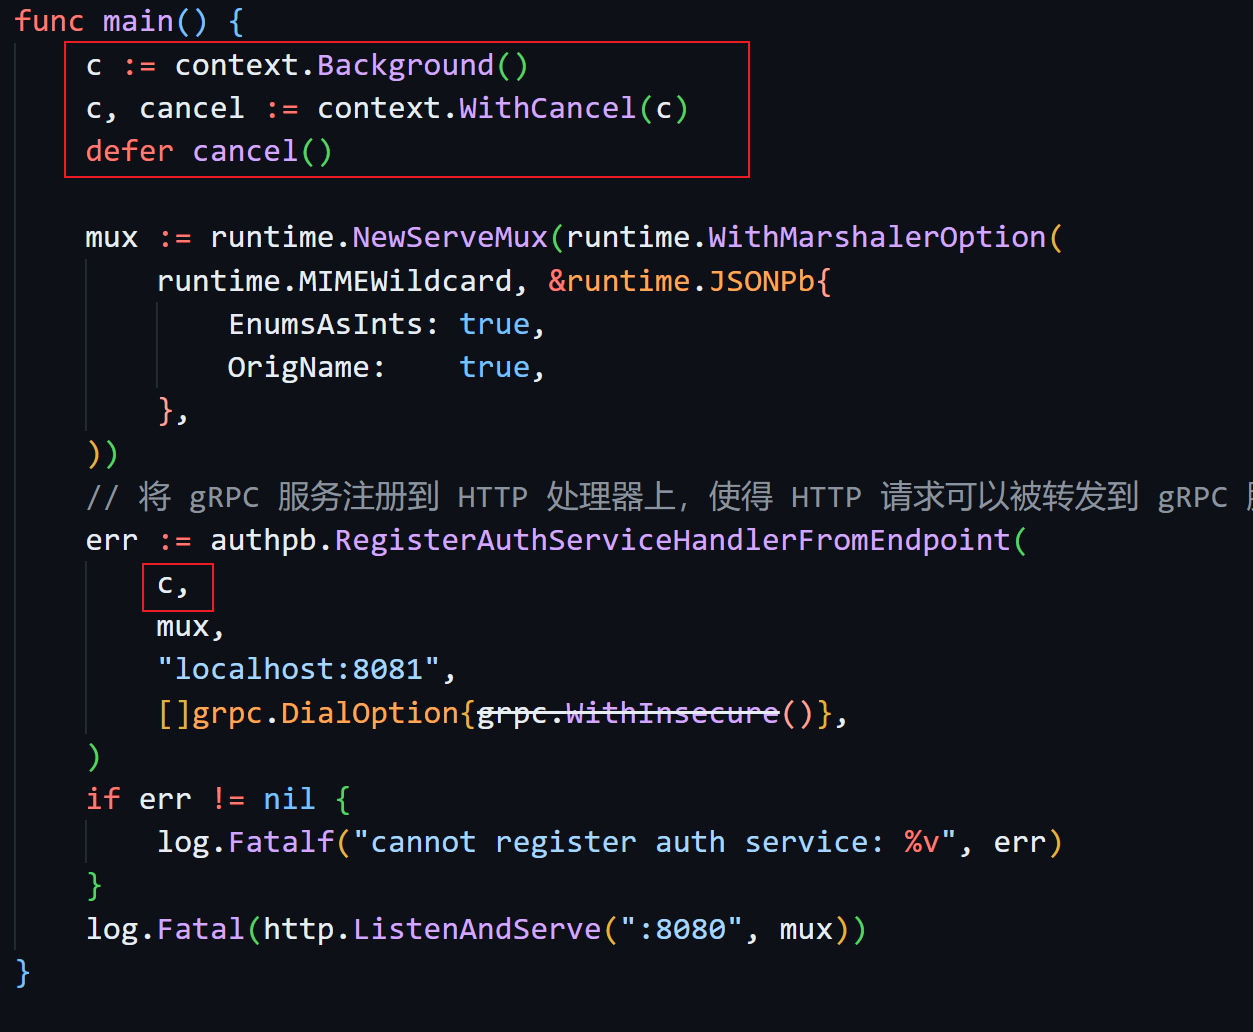 func main() {
    c := context.Background()
    c, cancel := context.WithCancel(c)
    defer cancel()

    mux := runtime.NewServeMux(runtime.WithMarshalerOption(
        runtime.MIMEWildcard, &runtime.JSONPb{
            EnumsAsInts: true,
            OrigName:    true,
        },
    ))
    // 将 gRPC 服务注册到 HTTP 处理器上，使得 HTTP 请求可以被转发到 gRPC
    err := authpb.RegisterAuthServiceHandlerFromEndpoint(
        c,
        mux,
        "localhost:8081",
        []grpc.DialOption{grpc.WithInsecure()},
    )
    if err != nil {
        log.Fatalf("cannot register auth service: %v", err)
    }
    log.Fatal(http.ListenAndServe(":8080", mux))
}